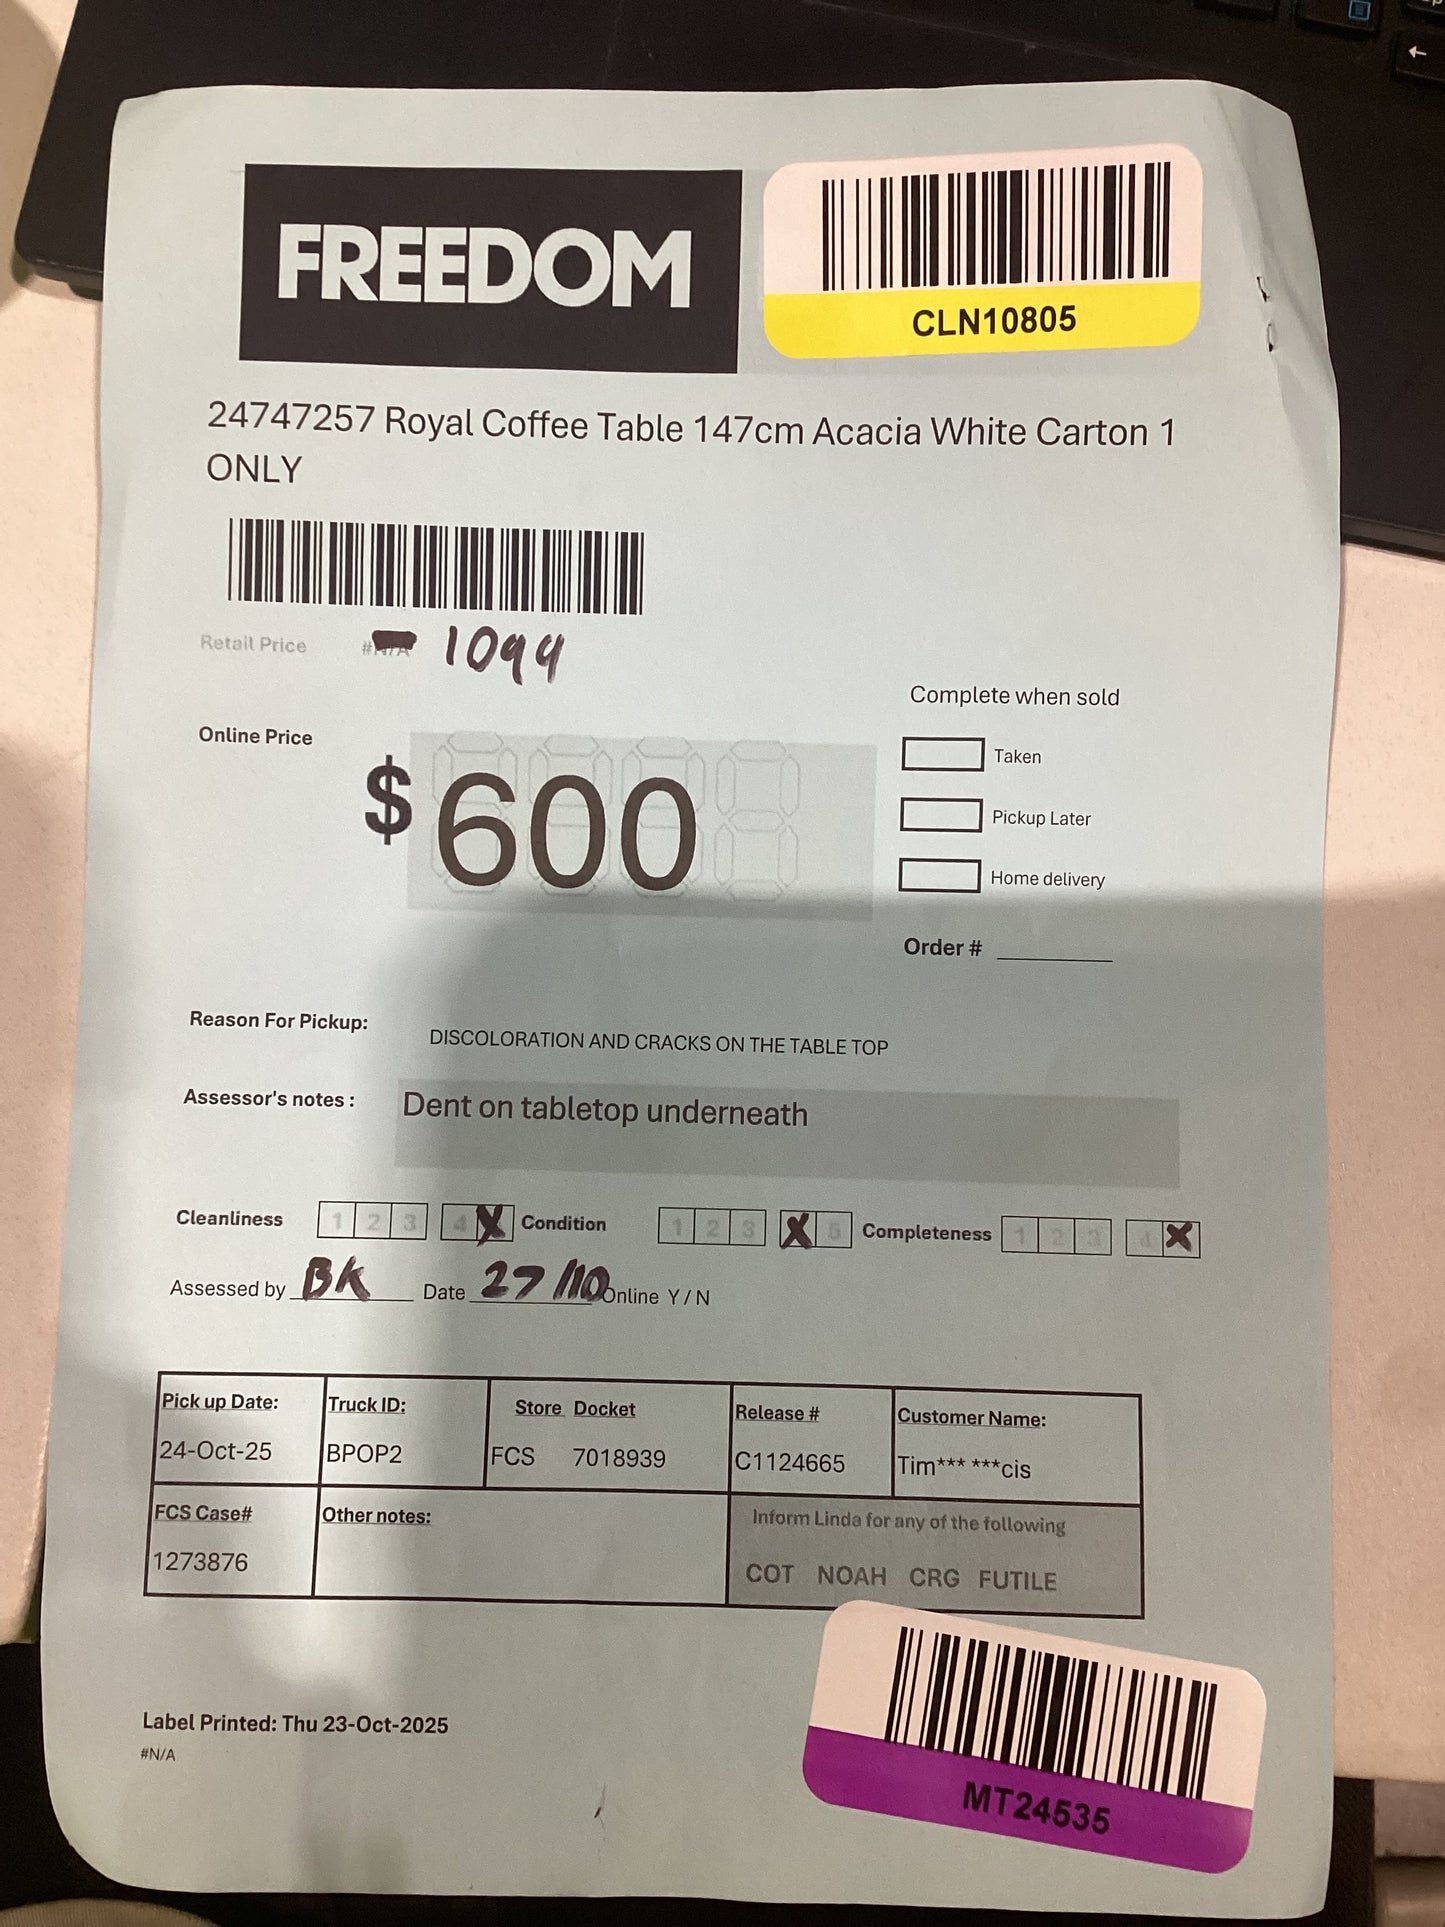 FREEDOM
CLN10805
24747257 Royal Coffee Table 147cm Acacia White Carton 1
ONLY
Retail Price #N/A 1099
Complete when sold
Online Price
$600
Taken
Pickup Later
Home delivery
Order #
Reason For Pickup: DISCOLORATION AND CRACKS ON THE TABLE TOP
Assessor's notes : Dent on tabletop underneath
Cleanliness 1 2 3 4 X Condition 1 2 3 X 5 Completeness 1 2 3 4 X
Assessed by BK Date 27/10 Online Y / N
Pick up Date: Truck ID: Store Docket Release # Customer Name:
24-Oct-25 BPOP2 FCS 7018939 C1124665 Tim*** ***cis
FCS Case# Other notes: Inform Linda for any of the following
1273876 COT NOAH CRG FUTILE
Label Printed: Thu 23-Oct-2025
#N/A
MT24535